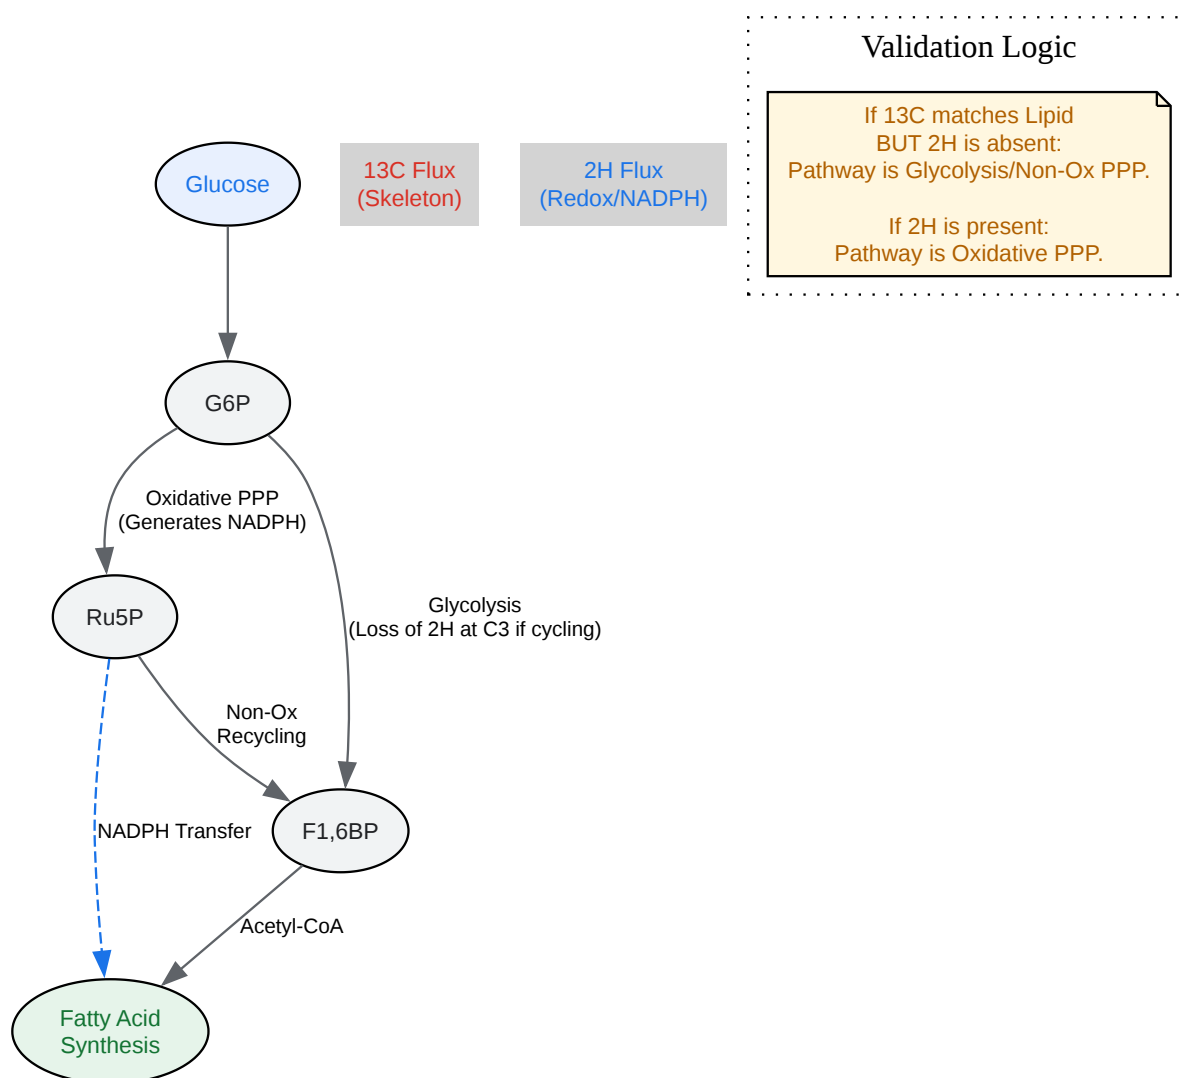 Validation Logic
If 13C matches Lipid
BUT 2H is absent:
Pathway is Glycolysis/Non-Ox PPP.
If 2H is present:
Pathway is Oxidative PPP.
Glucose
13C Flux
(Skeleton)
2H Flux
(Redox/NADPH)
G6P
Oxidative PPP
(Generates NADPH)
Glycolysis
(Loss of 2H at C3 if cycling)
Ru5P
Non-Ox
Recycling
NADPH Transfer
F1,6BP
Acetyl-CoA
Fatty Acid
Synthesis